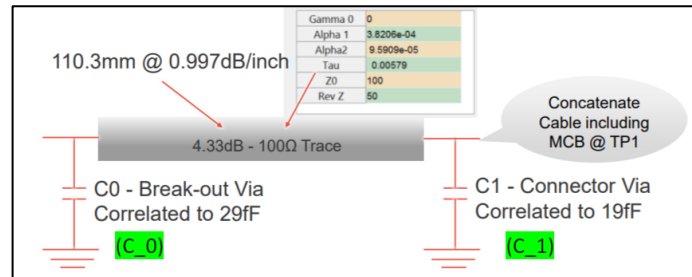 Gamma 0 0
Alpha 1 3.8206e-04
Alpha2 9.5909e-05
Tau 0.00579
Z0 100
Rev Z 50
110.3mm @ 0.997dB/inch
4.33dB - 100Ω Trace
Concatenate
Cable including
MCB @ TP1
C0 - Break-out Via
Correlated to 29fF
(C_0)
C1 - Connector Via
Correlated to 19fF
(C_1)